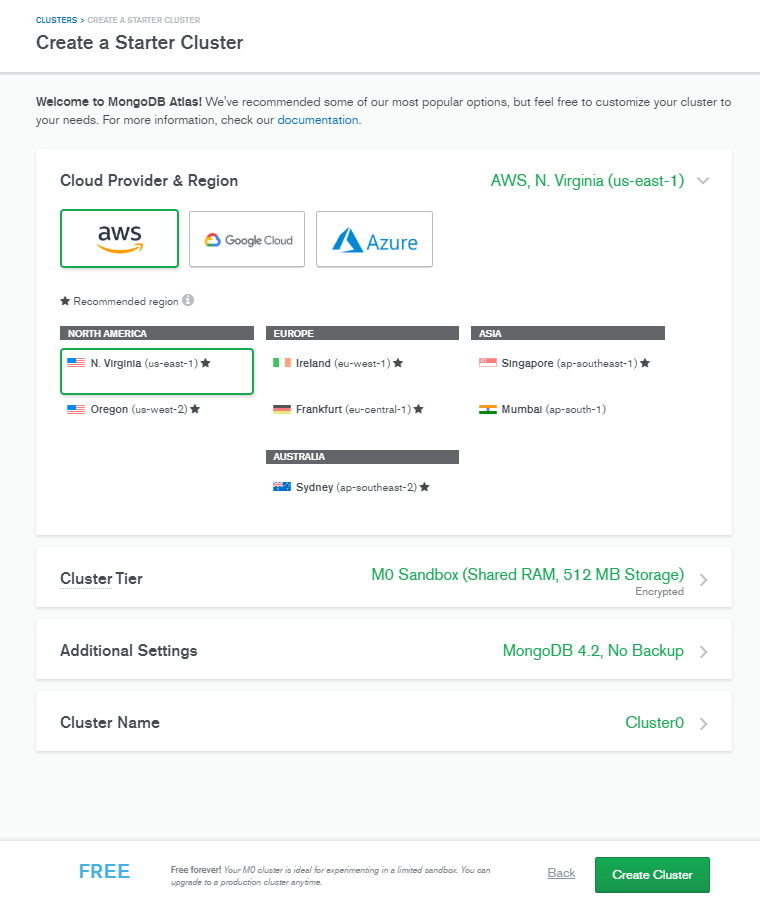 CLUSTERS > CREATE A STARTER CLUSTER
Create a Starter Cluster
Welcome to MongoDB Atlas! We've recommended some of our most popular options, but feel free to customize your cluster to
your needs. For more information, check our documentation.
Cloud Provider & Region
AWS, N. Virginia (us-east-1)
aws
Google Cloud
Azure
★ Recommended region
NORTH AMERICA
N. Virginia (us-east-1) ★
Oregon (us-west-2) ★
EUROPE
Ireland (eu-west-1) ★
Frankfurt (eu-central-1) ★
AUSTRALIA
Sydney (ap-southeast-2) ★
ASIA
Singapore (ap-southeast-1) ★
Mumbai (ap-south-1)
Cluster Tier
M0 Sandbox (Shared RAM, 512 MB Storage)
Encrypted
Additional Settings
MongoDB 4.2, No Backup
Cluster Name
Cluster0
FREE
Free forever! Your M0 cluster is ideal for experimenting in a limited sandbox. You can
upgrade to a production cluster anytime.
Back
Create Cluster